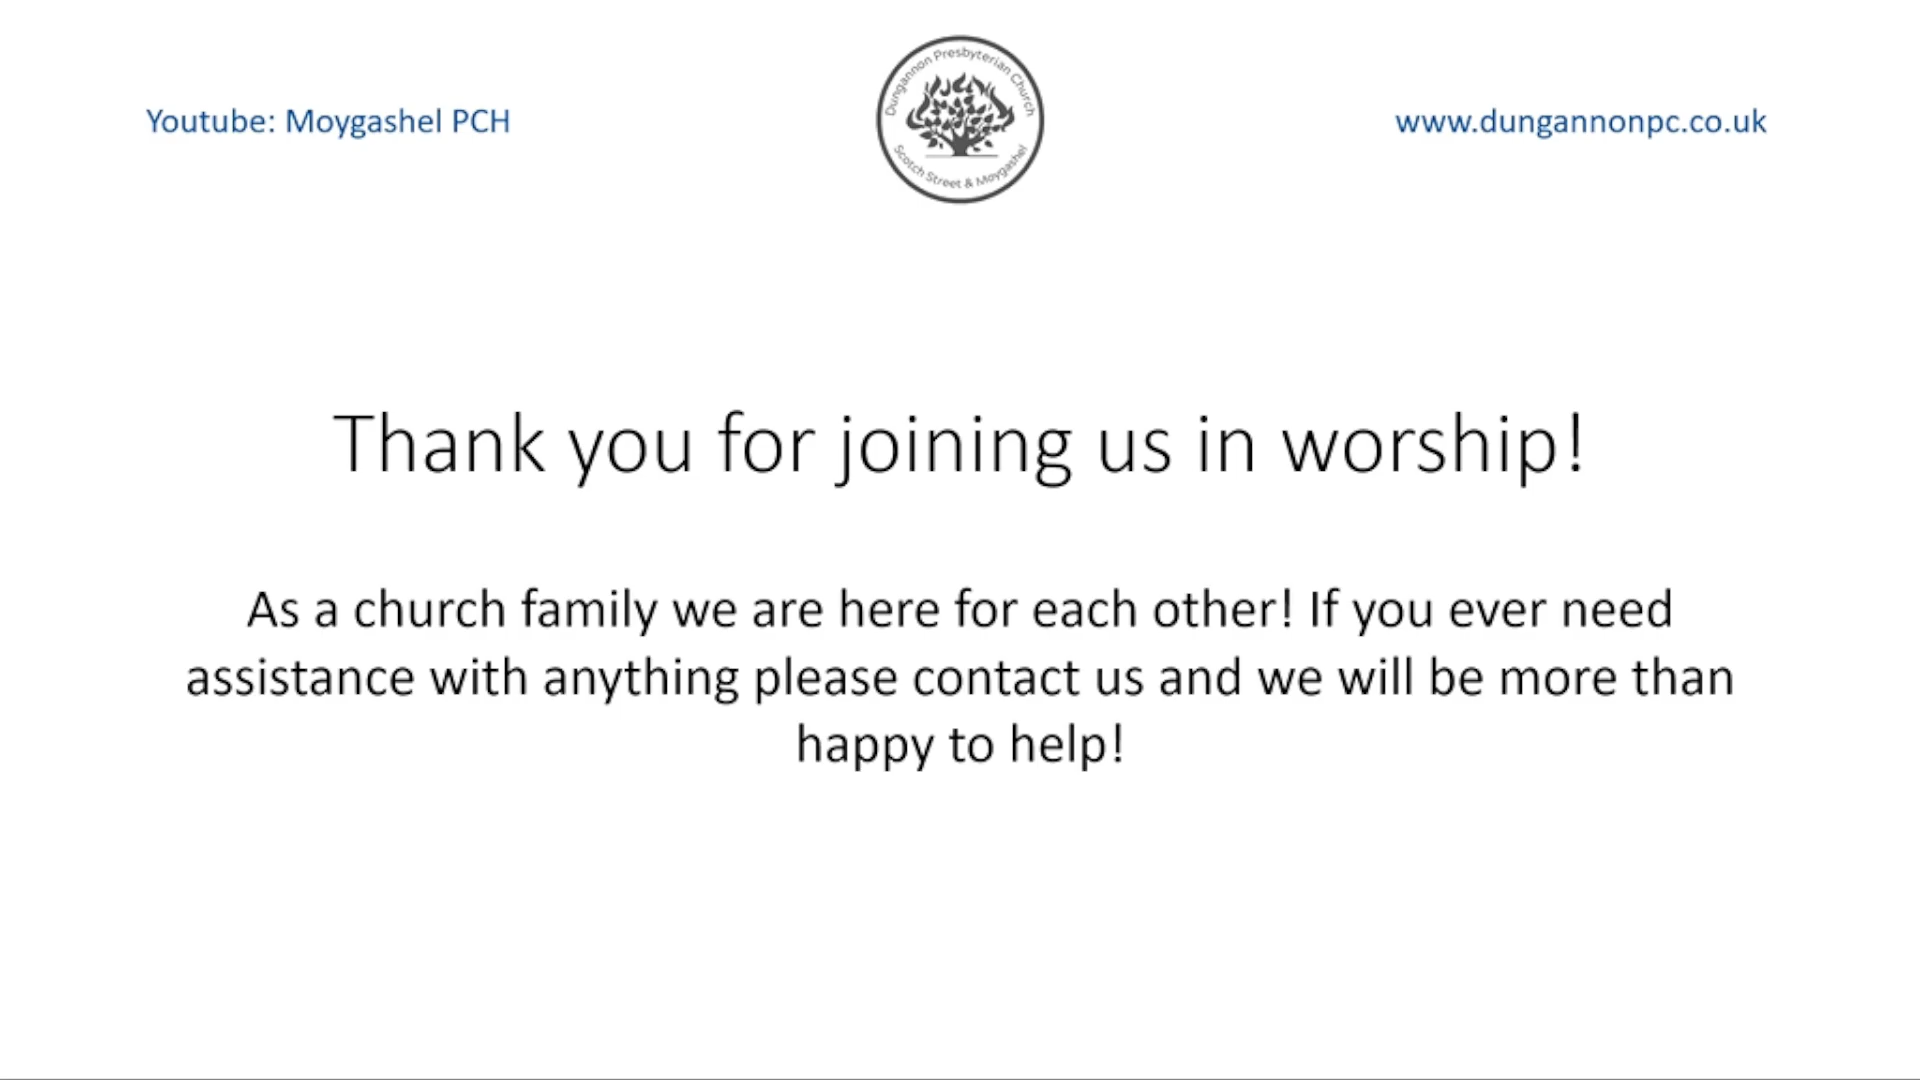 Youtube: Moygashel PCH
Dungannon Presbyterian Church
Scotch Street & Moygashel
www.dungannonpc.co.uk
Thank you for joining us in worship!
As a church family we are here for each other! If you ever need
assistance with anything please contact us and we will be more than
happy to help!